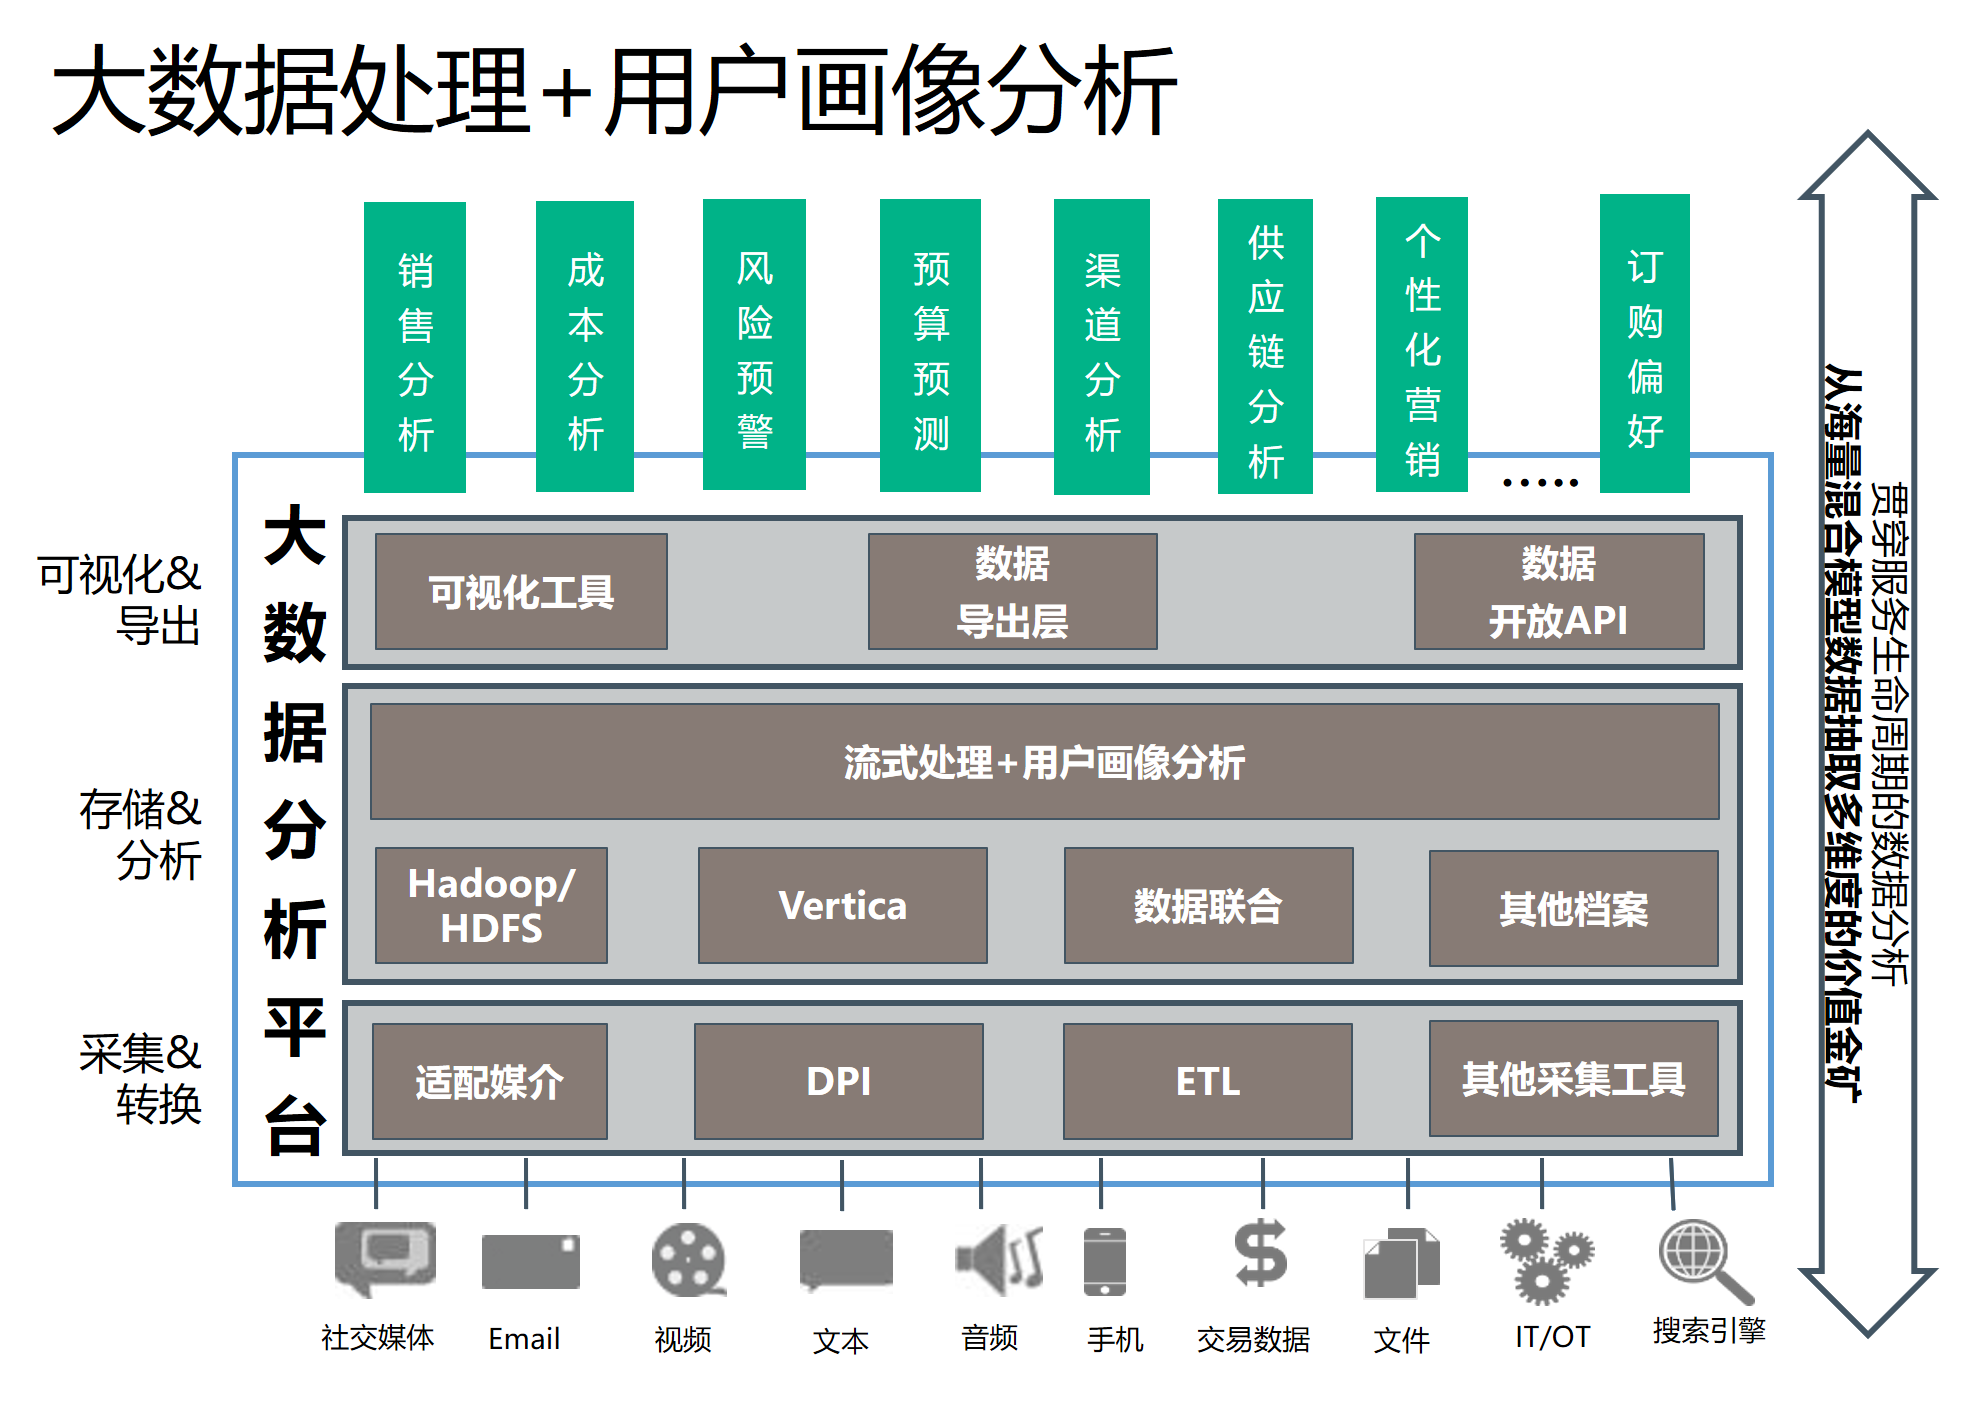 大数据处理+用户画像分析
销售分析
成本分析
风险预警
预算预测
渠道分析
供应链分析
个性化营销
·····
订购偏好
大数据分析平台
可视化&
导出
可视化工具
数据
导出层
数据
开放API
存储&
分析
流式处理+用户画像分析
Hadoop/
HDFS
Vertica
数据联合
其他档案
采集&
转换
适配媒介
DPI
ETL
其他采集工具
社交媒体
Email
视频
文本
音频
手机
交易数据
文件
IT/OT
搜索引擎
贯穿服务生命周期的数据分析
从海量混合模型数据抽取多维度的价值金矿